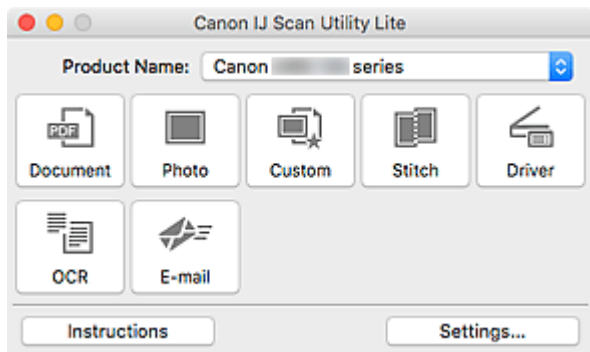 Canon IJ Scan Utility Lite
Product Name: Canon series
PDF
Document Photo Custom Stitch Driver
OCR E-mail
Instructions Settings...